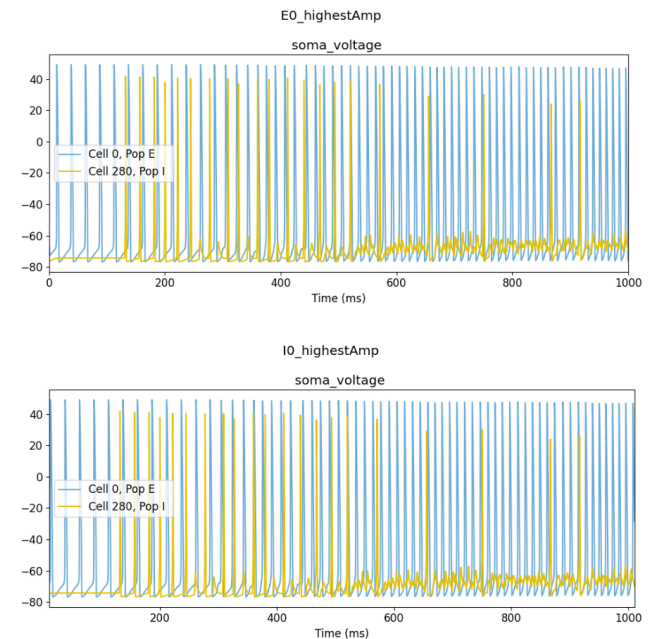 E0_highestAmp
soma_voltage
40
20
0
−20
−40
−60
−80
Cell 0, Pop E
Cell 280, Pop I
0 200 400 600 800 1000
Time (ms)
I0_highestAmp
soma_voltage
40
20
0
−20
−40
−60
−80
Cell 0, Pop E
Cell 280, Pop I
200 400 600 800 1000
Time (ms)